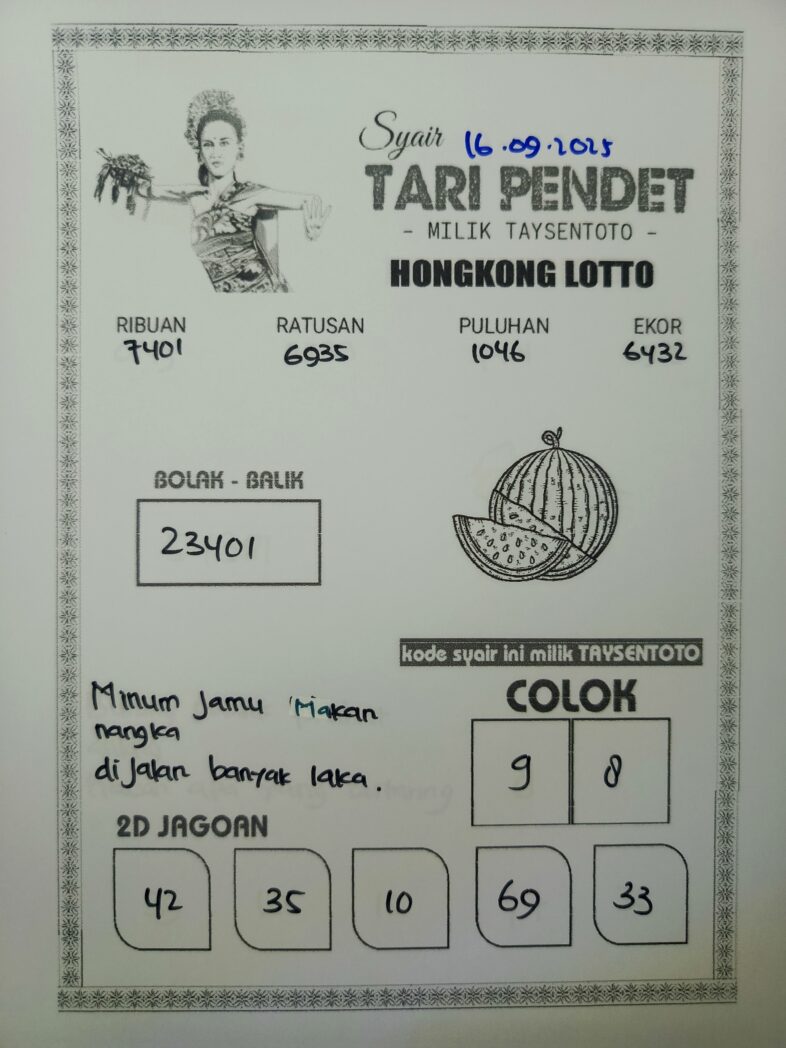 Syair 16.09.2025
TARI PENDET
- MILIK TAYSENTOTO -
HONGKONG LOTTO
RIBUAN RATUSAN PULUHAN EKOR
7401 6935 1046 6432
BOLAK - BALIK
23401
kode syair ini milik TAYSENTOTO
Minum Jamu Makan
nangka
diJalan banyak laka.
COLOK
9 8
2D JAGOAN
42 35 10 69 33